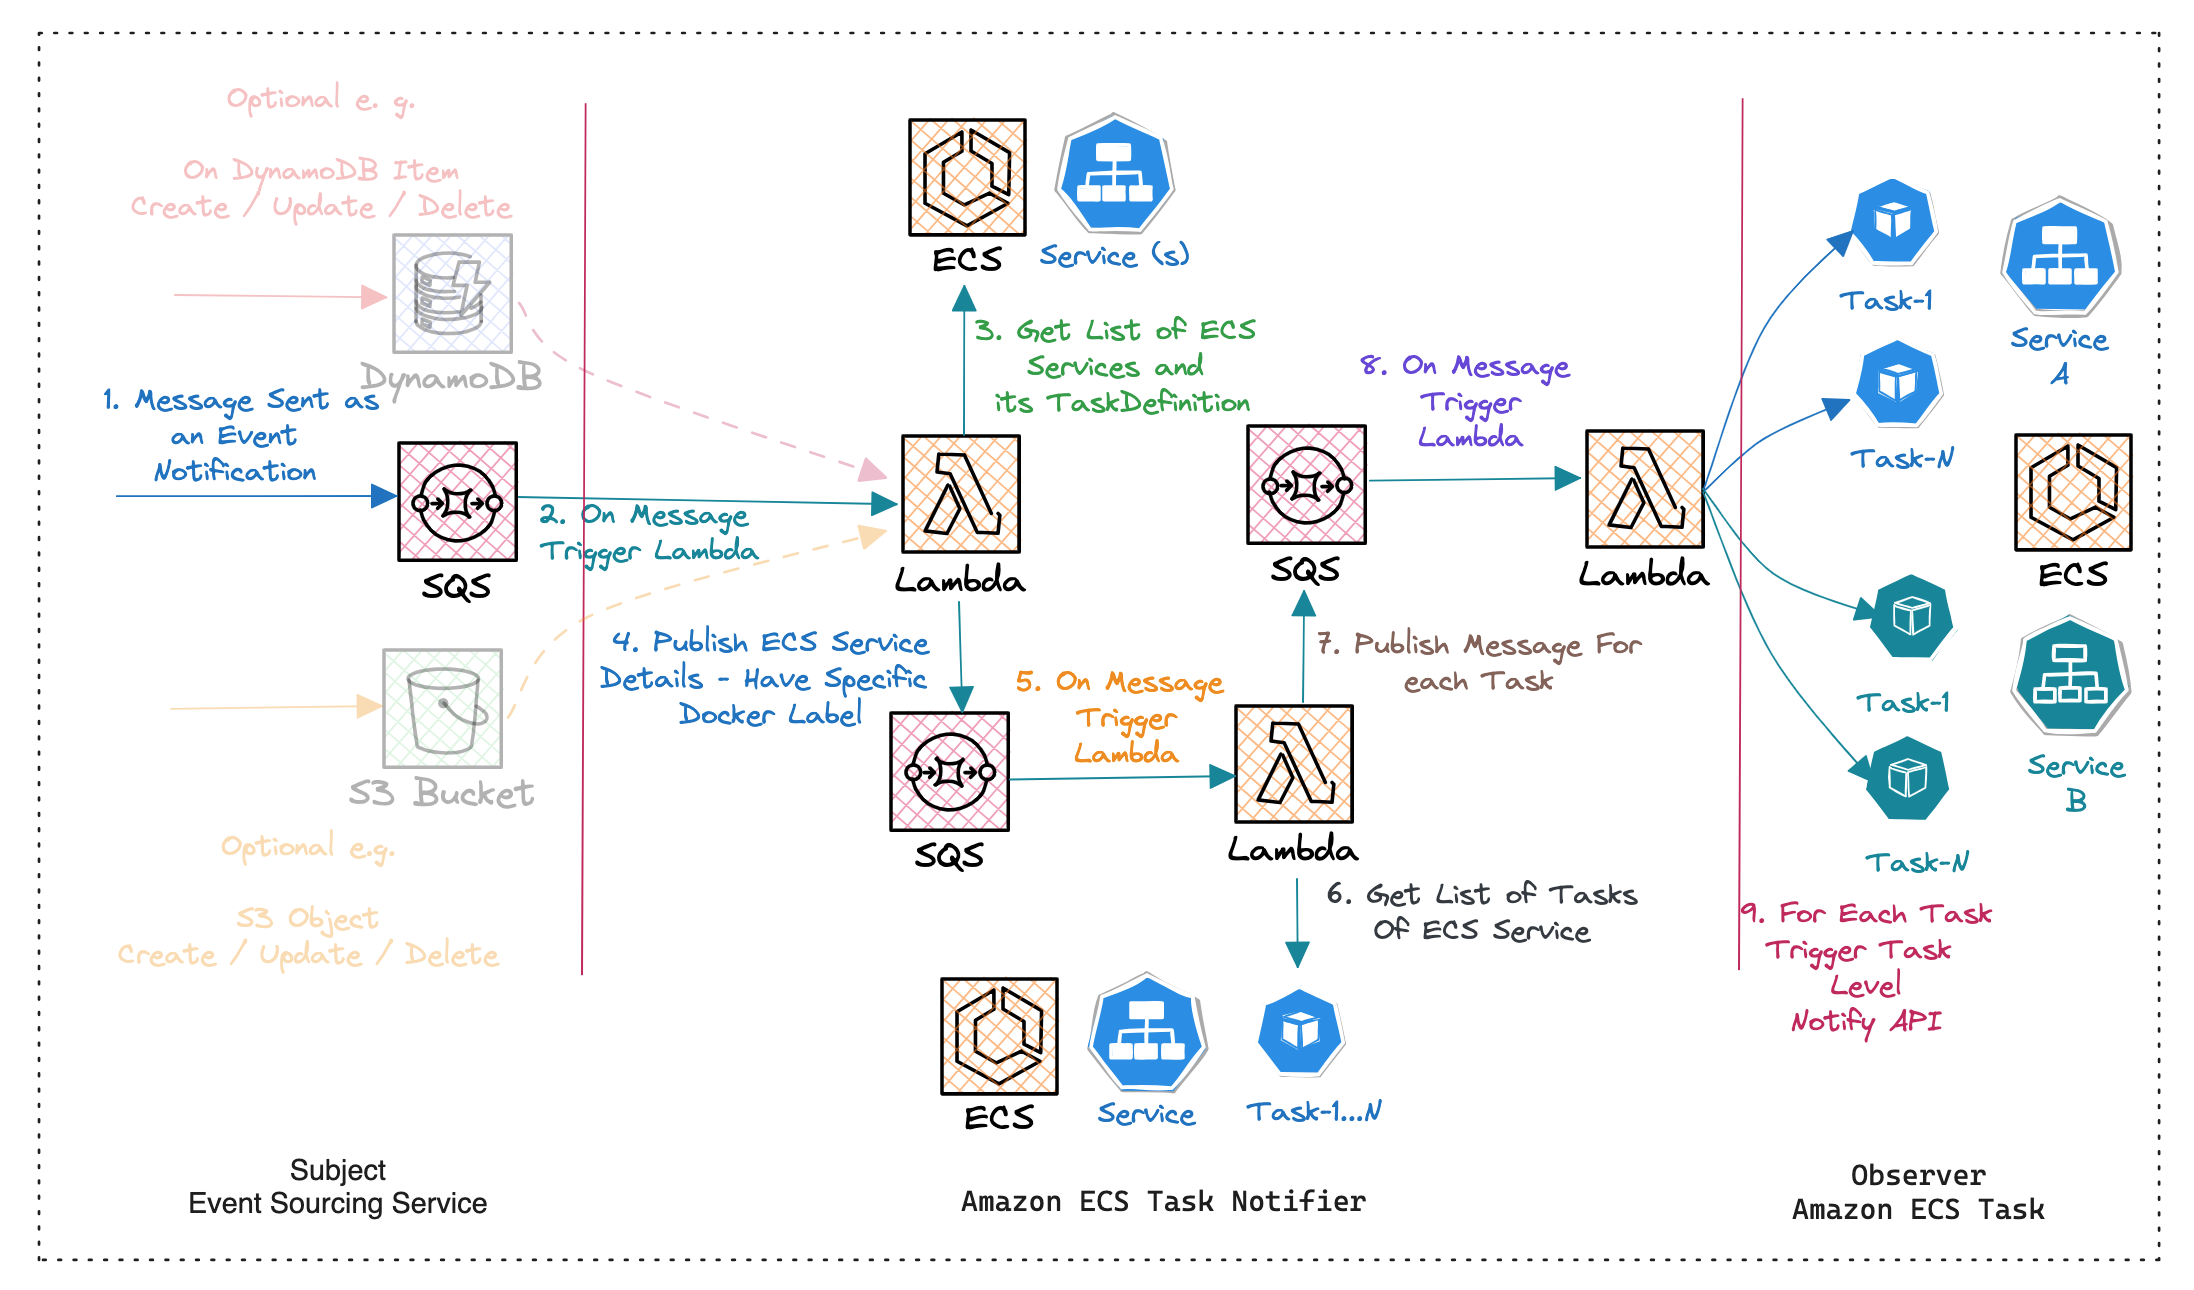 Optional e. g.
On DynamoDB Item
Create / Update / Delete
DynamoDB
1. Message Sent as
an Event
Notification
SQS
2. On Message
Trigger Lambda
S3 Bucket
Optional e.g.
S3 Object
Create / Update / Delete
Subject
Event Sourcing Service
ECS
Service (s)
3. Get List of ECS
Services and
its TaskDefinition
Lambda
4. Publish ECS Service
Details - Have Specific
Docker Label
SQS
5. On Message
Trigger
Lambda
Lambda
6. Get List of Tasks
Of ECS Service
ECS
Service
Task-1...N
7. Publish Message For
each Task
SQS
8. On Message
Trigger
Lambda
Lambda
Amazon ECS Task Notifier
Task-1
Service
A
Task-N
ECS
Task-1
Service
B
Task-N
9. For Each Task
Trigger Task
Level
Notify API
Observer
Amazon ECS Task